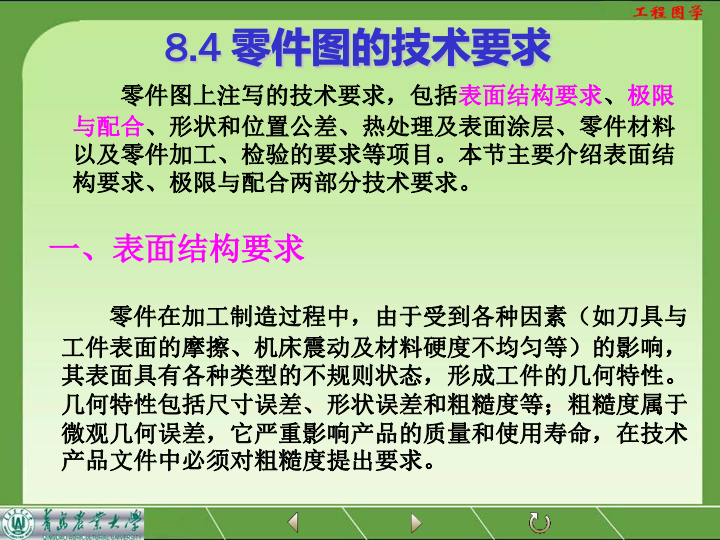 工程图学
8.4 零件图的技术要求
零件图上注写的技术要求，包括表面结构要求、极限
与配合、形状和位置公差、热处理及表面涂层、零件材料
以及零件加工、检验的要求等项目。本节主要介绍表面结
构要求、极限与配合两部分技术要求。
一、表面结构要求
零件在加工制造过程中，由于受到各种因素（如刀具与
工件表面的摩擦、机床震动及材料硬度不均匀等）的影响，
其表面具有各种类型的不规则状态，形成工件的几何特性。
几何特性包括尺寸误差、形状误差和粗糙度等；粗糙度属于
微观几何误差，它严重影响产品的质量和使用寿命，在技术
产品文件中必须对粗糙度提出要求。
青岛农业大学